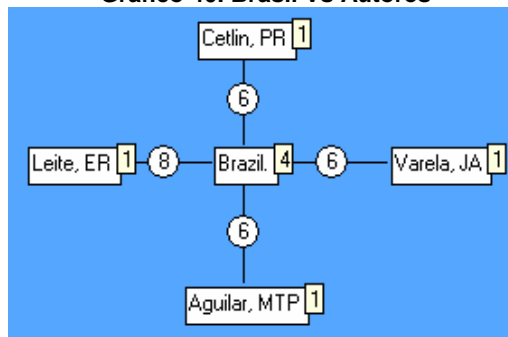 Gráfico Brasil vs Autores
Cetlin, PR 1
6
Leite, ER 1 8 Brazil. 4 6 Varela, JA 1
6
Aguilar, MTP 1